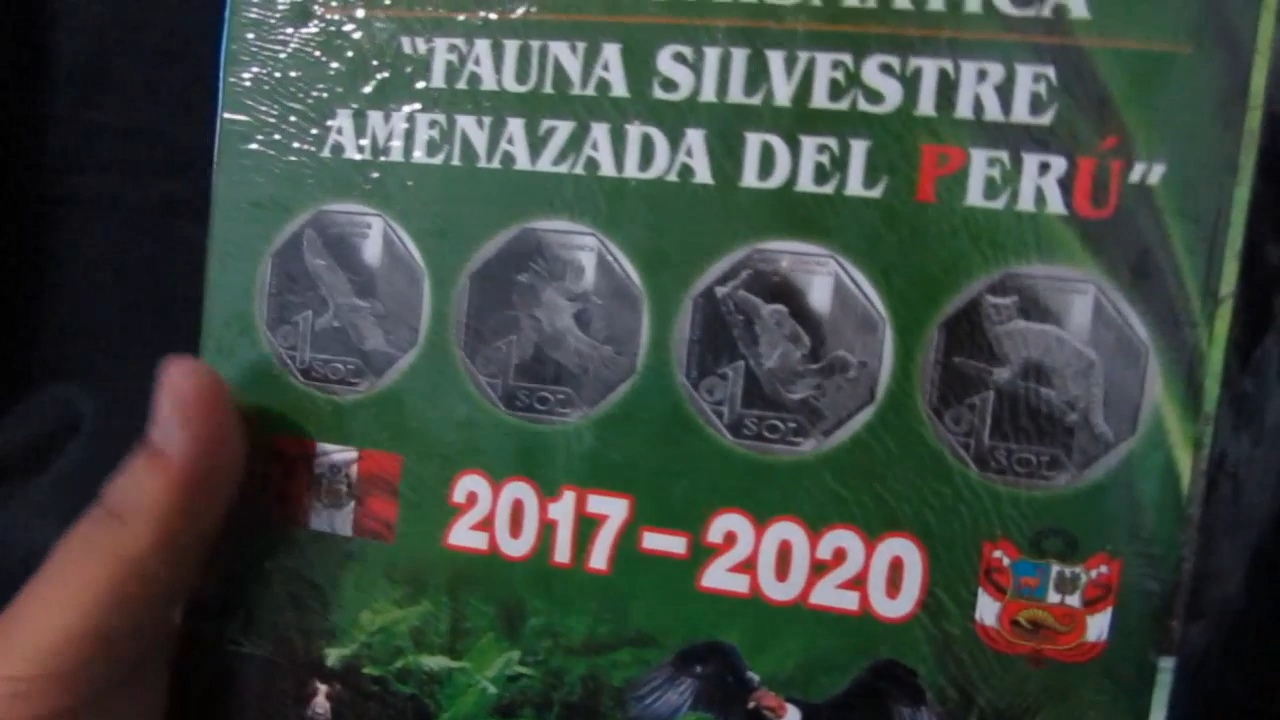 "FAUNA SILVESTRE
AMENAZADA DEL PERÚ"
1
SOL
1
SOL
1
SOL
1
SOL
2017-2020